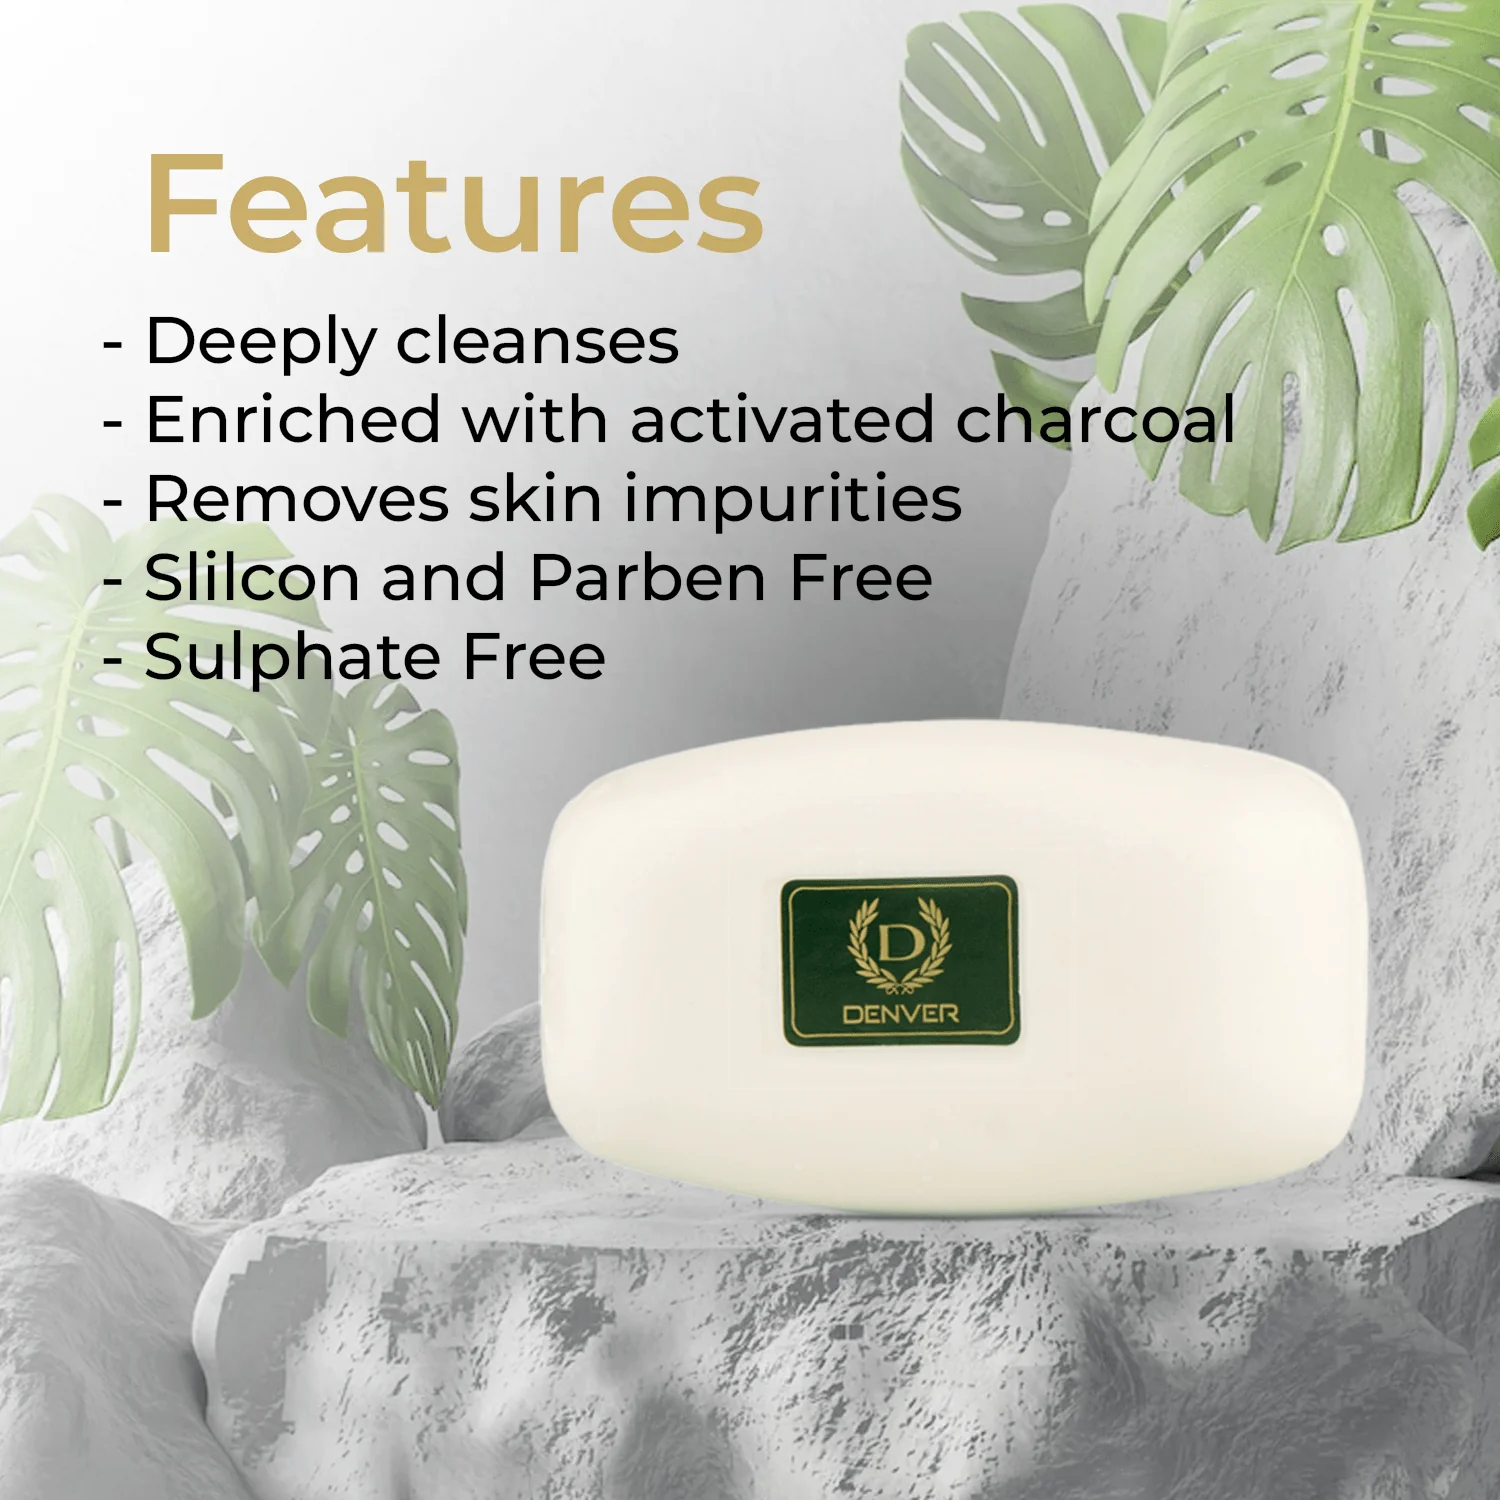 Features
- Deeply cleanses
- Enriched with activated charcoal
- Removes skin impurities
- Slilcon and Parben Free
- Sulphate Free
D
DENVER